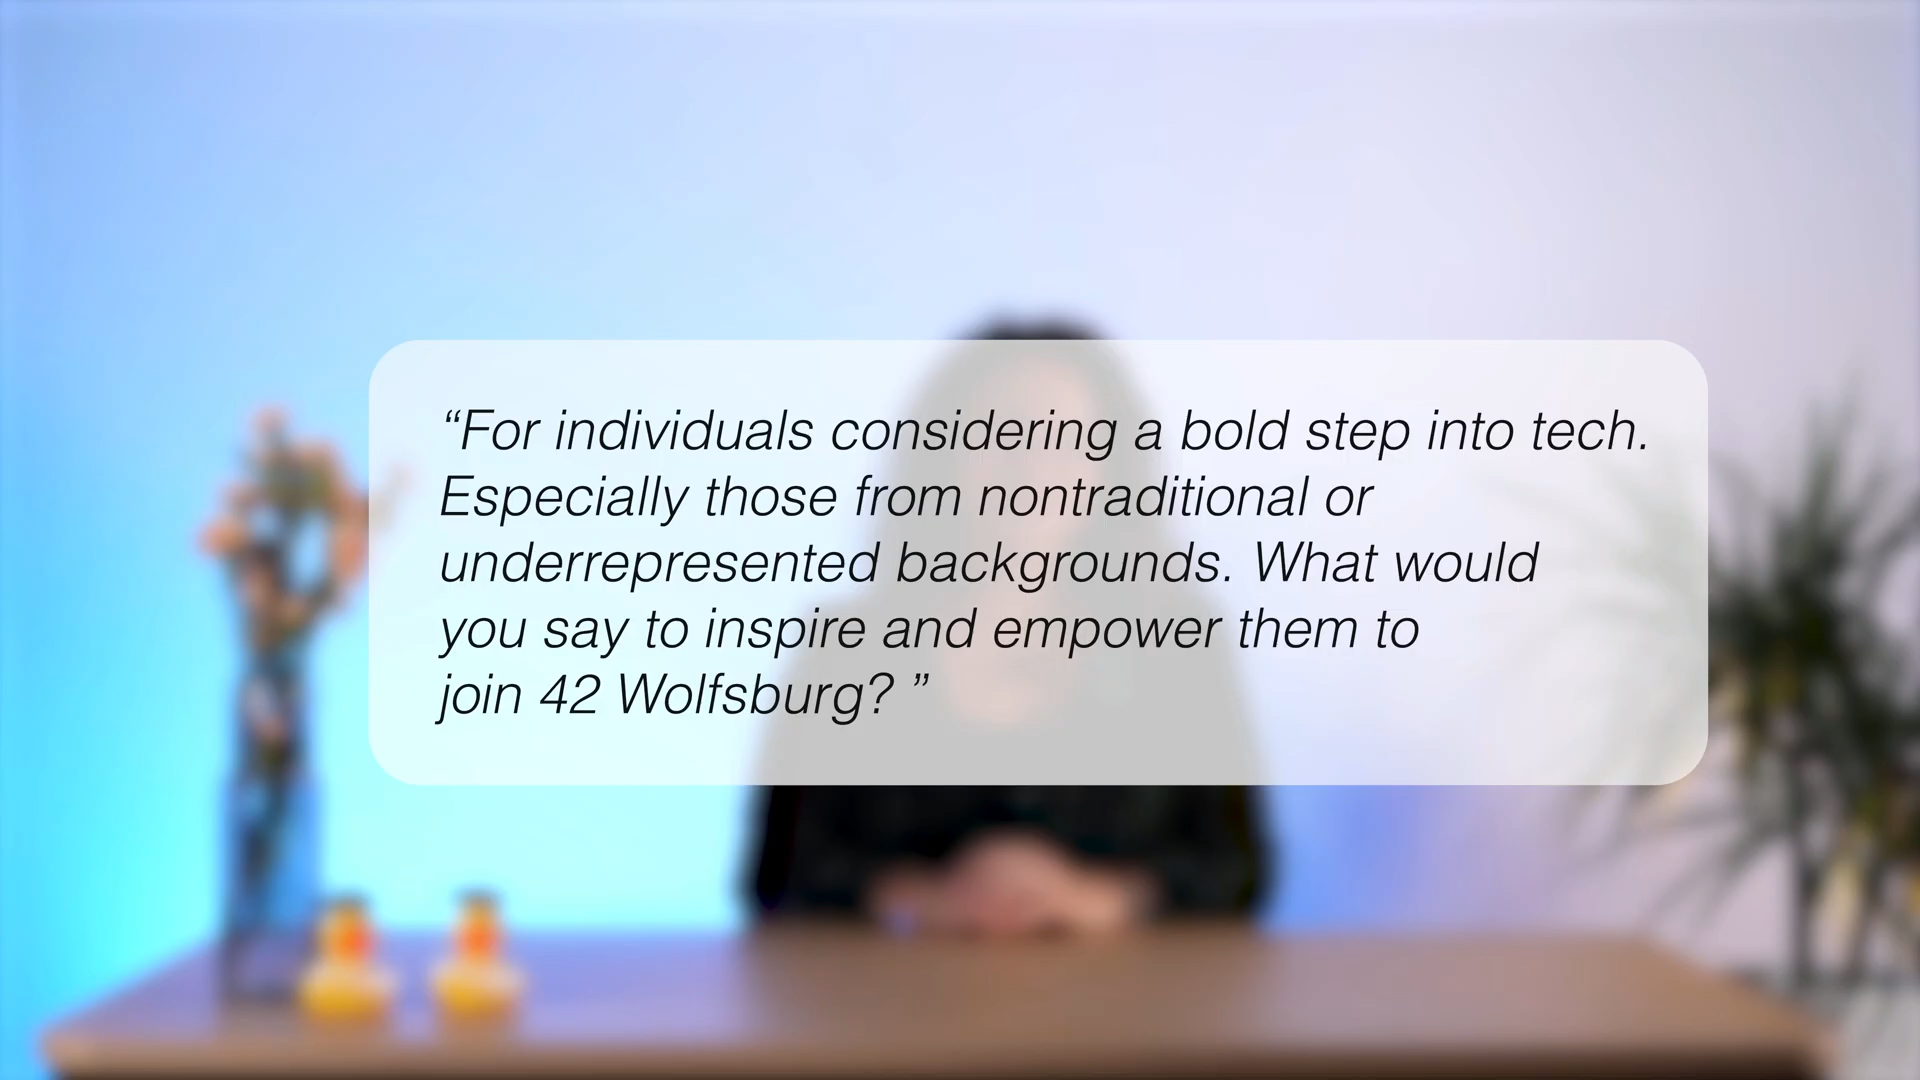 “For individuals considering a bold step into tech.
Especially those from nontraditional or
underrepresented backgrounds. What would
you say to inspire and empower them to
join 42 Wolfsburg? ”